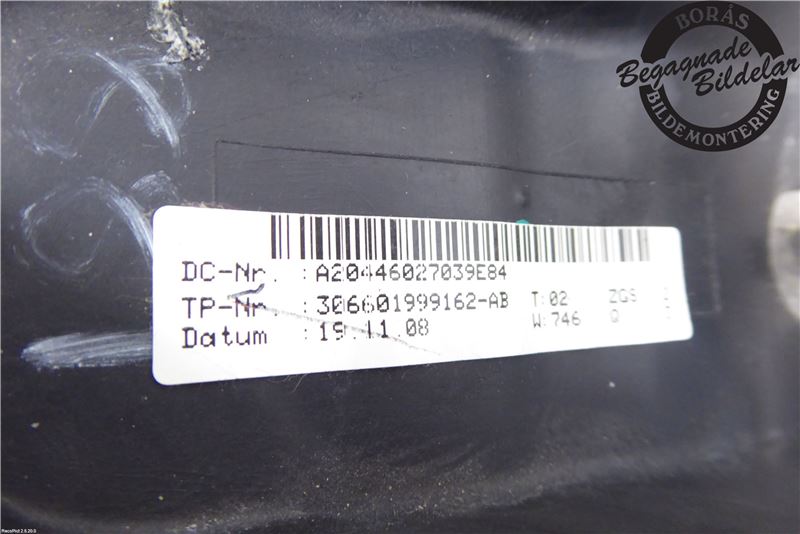 BORÅS
Begagnade
Bildelar
BILDEMONTERING
DC-Nr. :A20446027039E84
TP-Nr. :306601999162-AB T:02 ZGS :
Datum :19.11.08 W:746 Q :